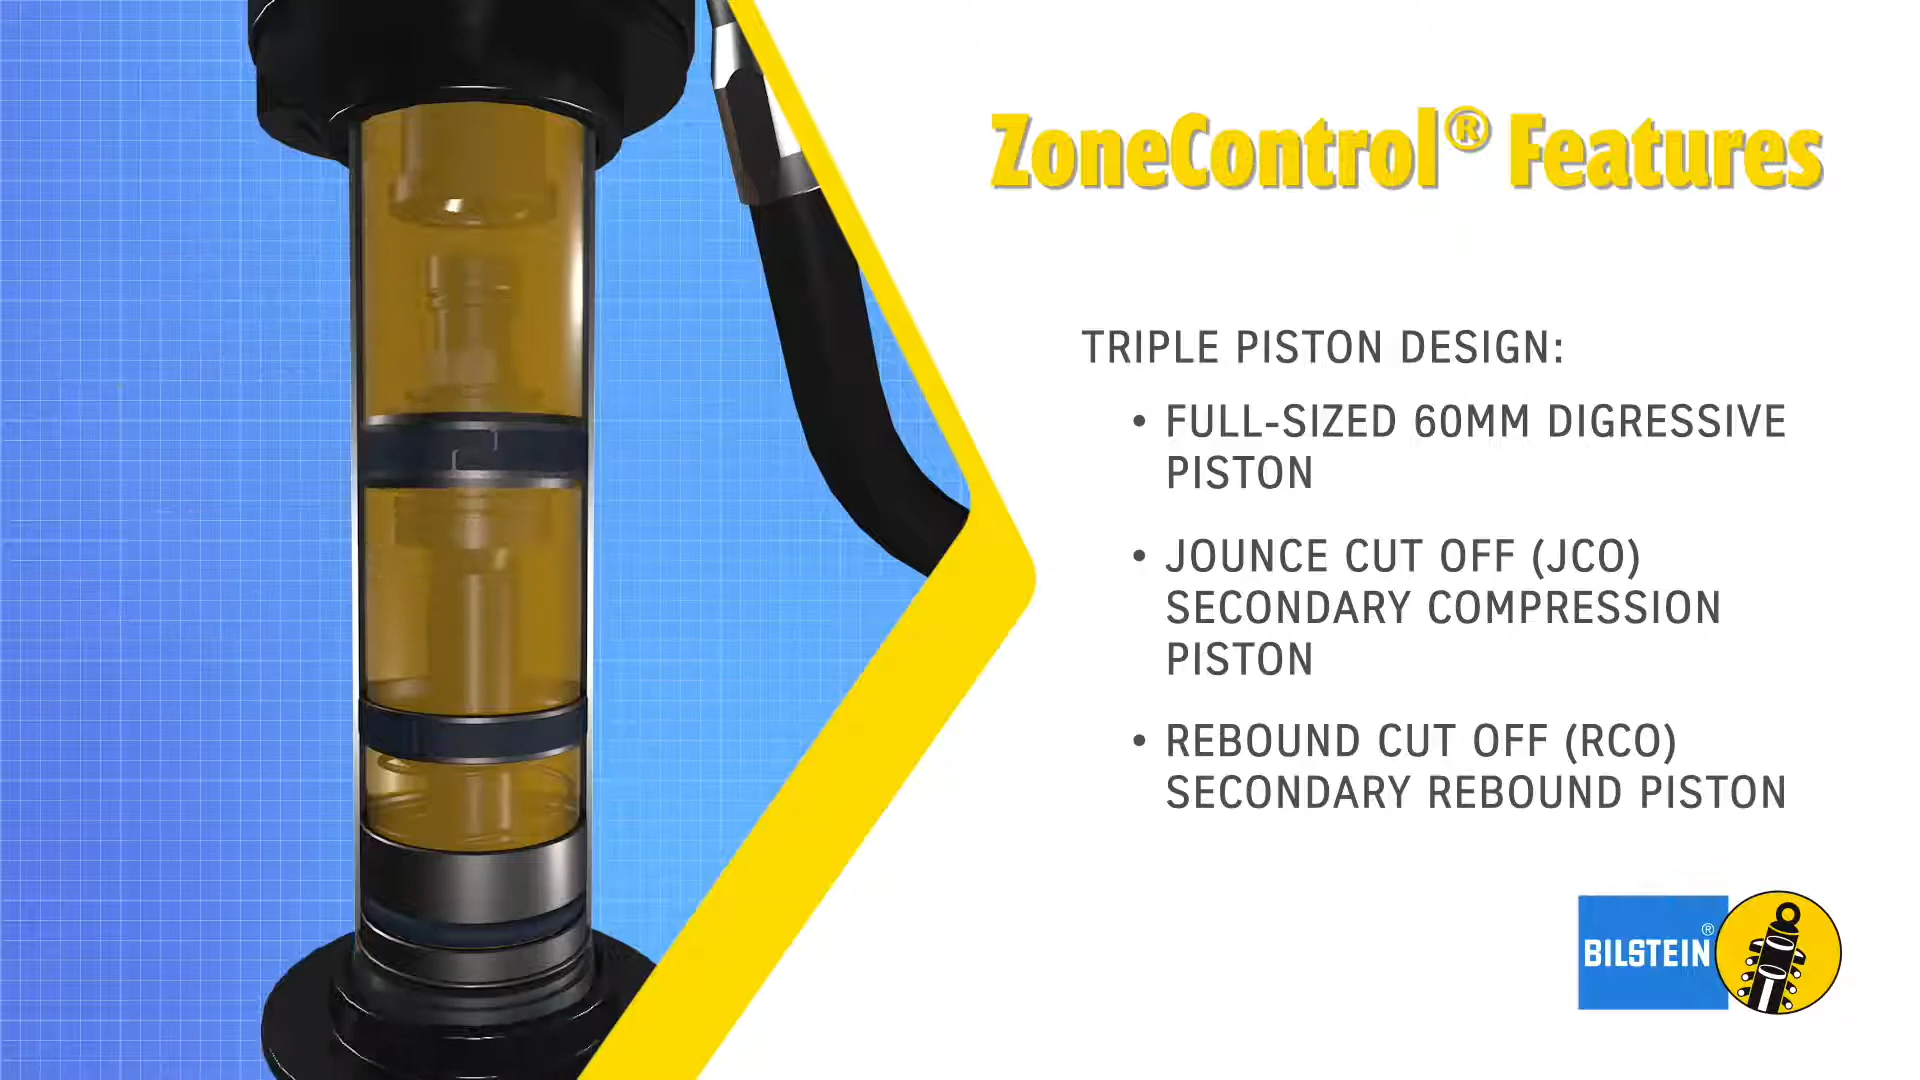 ZoneControl® Features
TRIPLE PISTON DESIGN:
• FULL-SIZED 60MM DIGRESSIVE
PISTON
• JOUNCE CUT OFF (JCO)
SECONDARY COMPRESSION
PISTON
• REBOUND CUT OFF (RCO)
SECONDARY REBOUND PISTON
BILSTEIN®